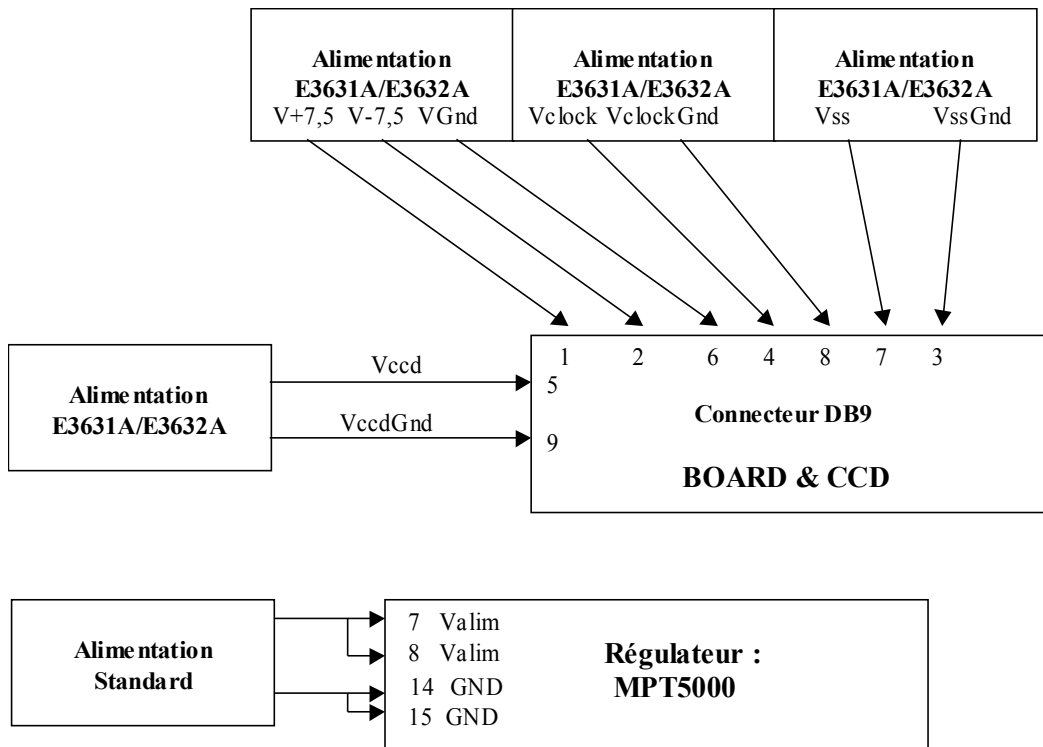 Alimentation
E3631A/E3632A
V+7,5 V-7,5 VGnd
Alimentation
E3631A/E3632A
Vclock VclockGnd
Alimentation
E3631A/E3632A
Vss VssGnd
1 2 6 4 8 7 3
5
9
Connecteur DB9
BOARD & CCD
Alimentation
E3631A/E3632A
Vccd
VccdGnd
Alimentation
Standard
7 Valim
8 Valim
14 GND
15 GND
Régulateur :
MPT5000